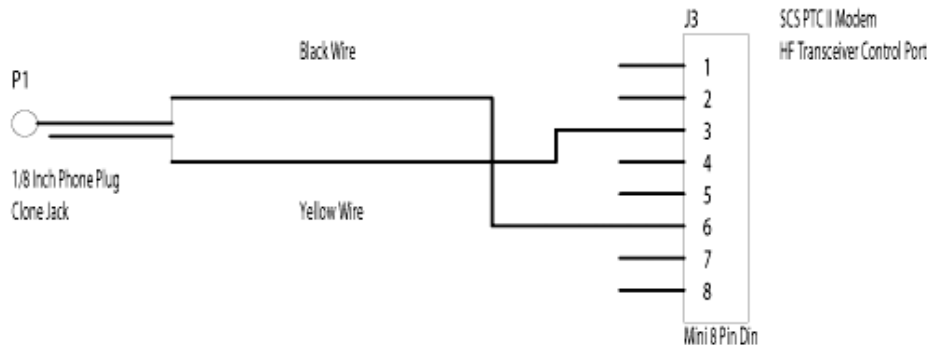 J3
SCS PTC II Modem
HF Transceiver Control Port
Black Wire
P1
1
2
3
4
5
6
7
8
1/8 Inch Phone Plug
Clone Jack
Yellow Wire
Mini 8 Pin Din